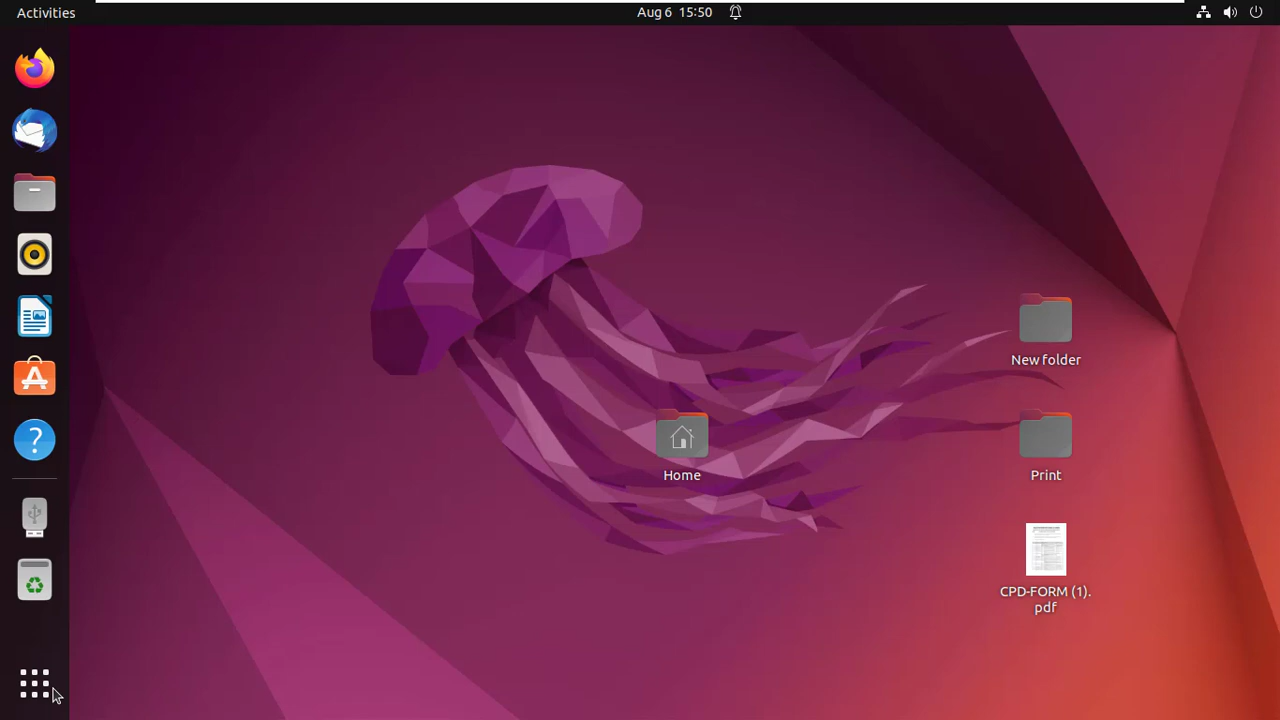 Activities
Aug 6 15:50
New folder
Home
Print
CPD-FORM (1).
pdf